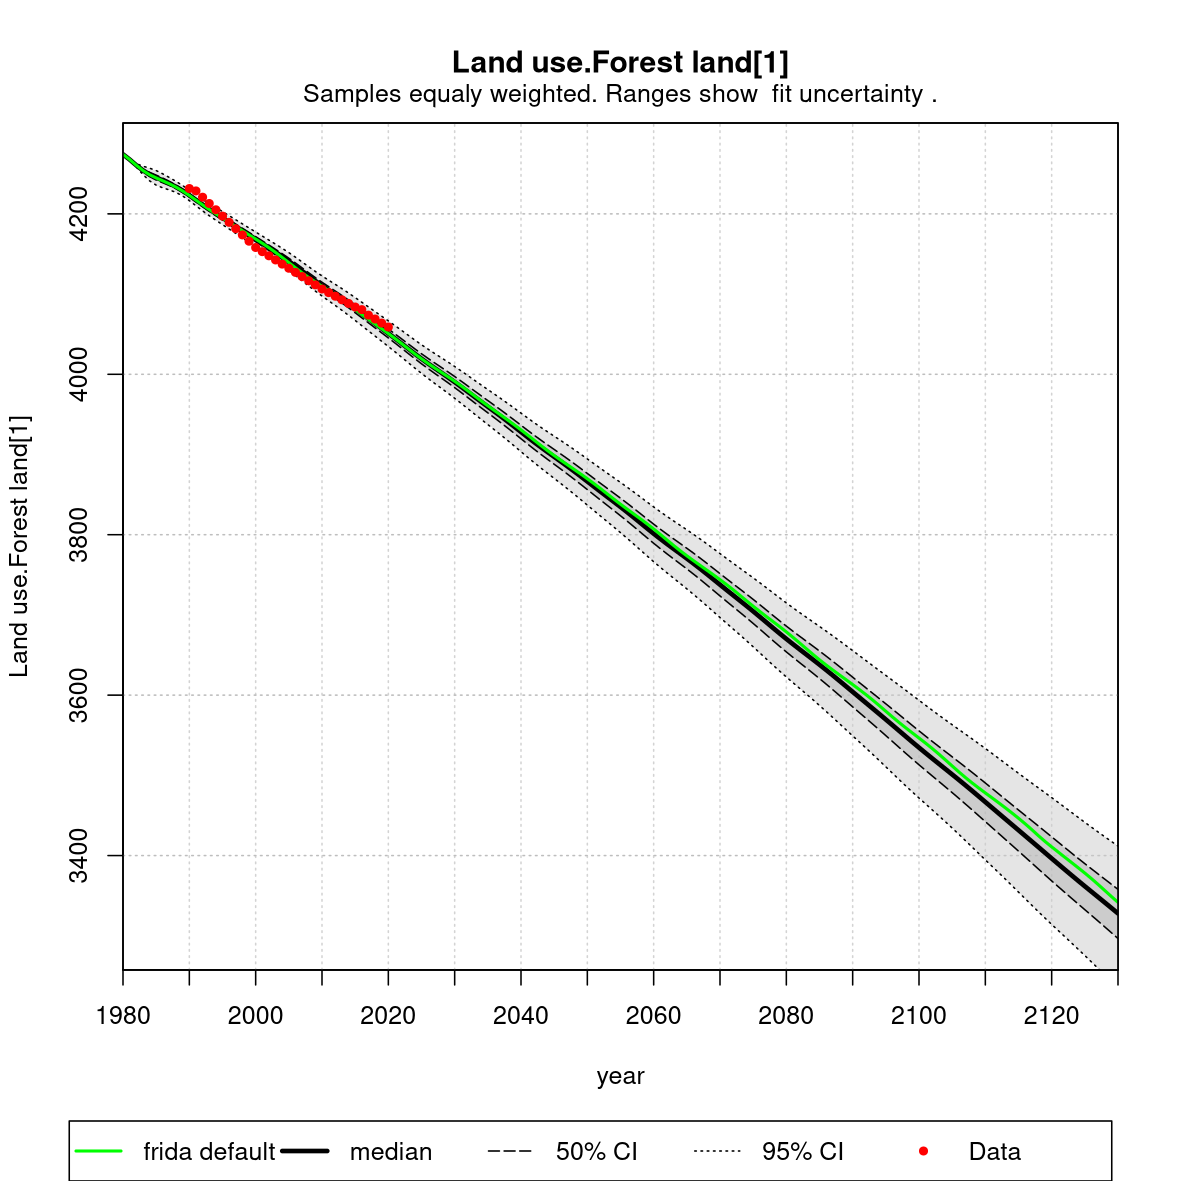 Land use.Forest land[1]
Samples equaly weighted. Ranges show  fit uncertainty .
Land use.Forest land[1]
4200
4000
3800
3600
3400
1980 2000 2020 2040 2060 2080 2100 2120
year
frida default median 50% CI 95% CI Data